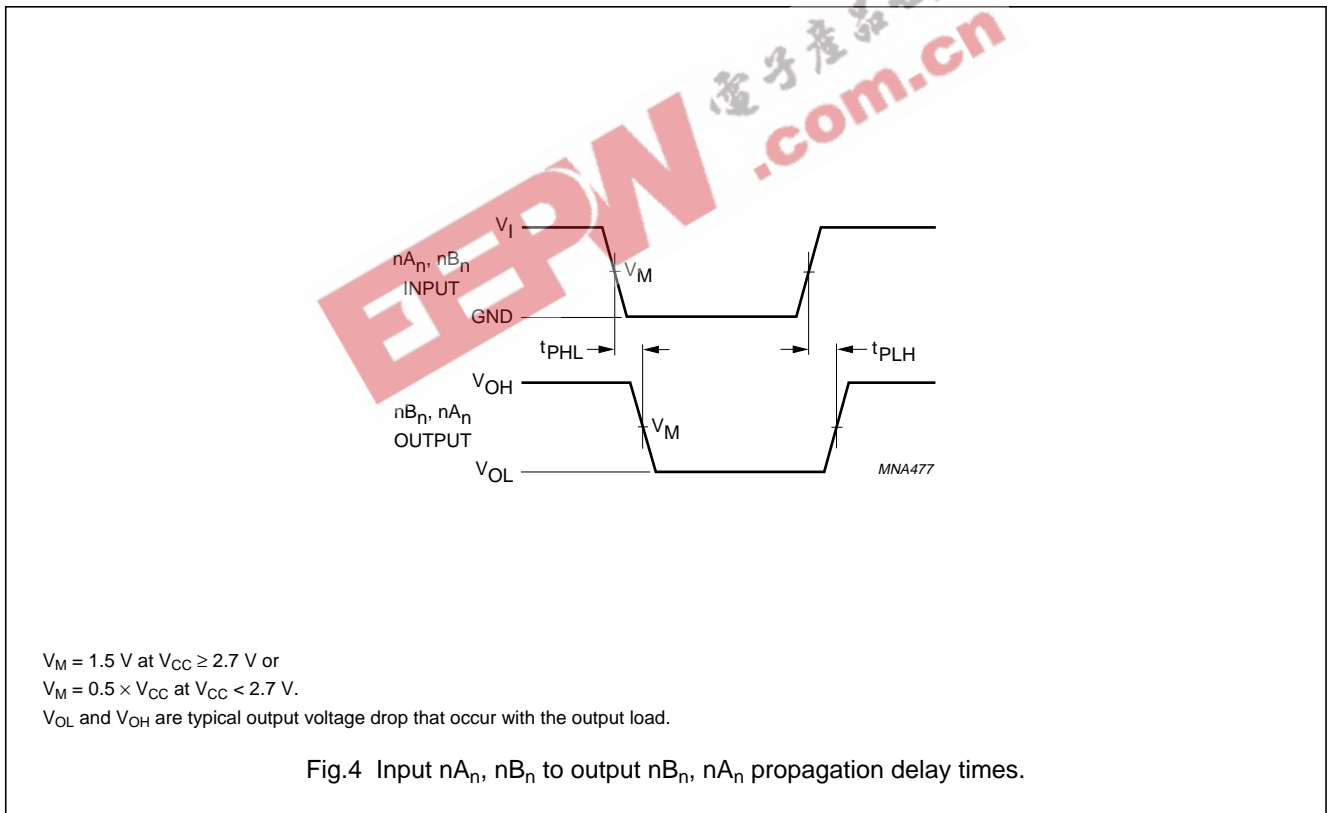 電子產品
EEPW
.com.cn
V_I
nA_n, nB_n
INPUT
V_M
GND
t_PHL
t_PLH
V_OH
nB_n, nA_n
OUTPUT
V_M
V_OL
MNA477
V_M = 1.5 V at V_CC ≥ 2.7 V or
V_M = 0.5 × V_CC at V_CC < 2.7 V.
V_OL and V_OH are typical output voltage drop that occur with the output load.
Fig.4 Input nA_n, nB_n to output nB_n, nA_n propagation delay times.